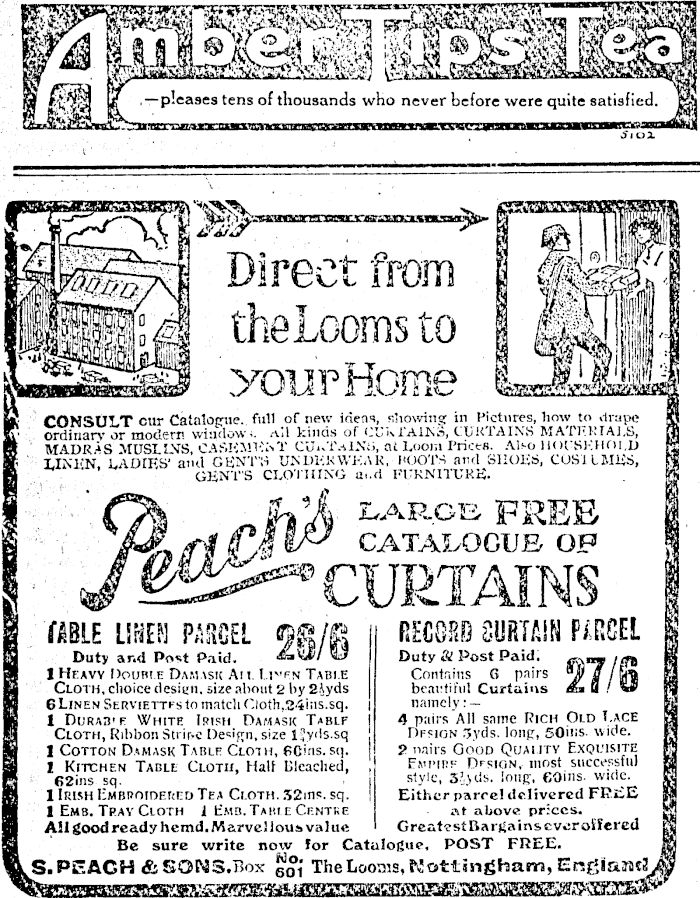 Amber Tips Tea
—pleases tens of thousands who never before were quite satisfied.
5102
Direct from
the Looms to
your Home
CONSULT our Catalogue. full of new ideas, showing in Pictures, how to drape
ordinary or modern windows. All kinds of CURTAINS, CURTAINS MATERIALS,
MADRAS MUSLINS, CASEMENT CURTAINS, at Loom Prices. Also HOUSEHOLD
LINEN, LADIES' and GENT'S UNDERWEAR, BOOTS and SHOES, COSTUMES,
GENT'S CLOTHING and FURNITURE.
Peach's LARGE FREE
CATALOGUE OF
CURTAINS
TABLE LINEN PARCEL 26/6
Duty and Post Paid.
1 HEAVY DOUBLE DAMASK ALL LINEN TABLE
CLOTH, choice design, size about 2 by 2½yds
6 LINEN SERVIETTES to match Cloth, 24ins. sq.
1 DURABLE WHITE IRISH DAMASK TABLE
CLOTH, Ribbon Stripe Design, size yds. sq
1 COTTON DAMASK TABLE CLOTH, 60ins. sq.
1 KITCHEN TABLE CLOTH, Half Bleached,
62ins sq.
1 IRISH EMBROIDERED TEA CLOTH. 32ins. sq.
1 EMB. TRAY CLOTH 1 EMB. TABLE CENTRE
All good ready hemd. Marvellous value
RECORD CURTAIN PARCEL
Duty & Post Paid. 27/6
Contains 6 pairs
beautiful Curtains
namely:—
4 pairs All same RICH OLD LACE
DESIGN 3yds. long, 50ins. wide.
2 pairs GOOD QUALITY EXQUISITE
EMPIRE DESIGN, most successful
style, 3½yds. long, 60ins. wide.
Either parcel delivered FREE
at above prices.
Greatest Bargains ever offered
Be sure write now for Catalogue, POST FREE.
S. PEACH & SONS. Box No. 601 The Looms, Nottingham, England